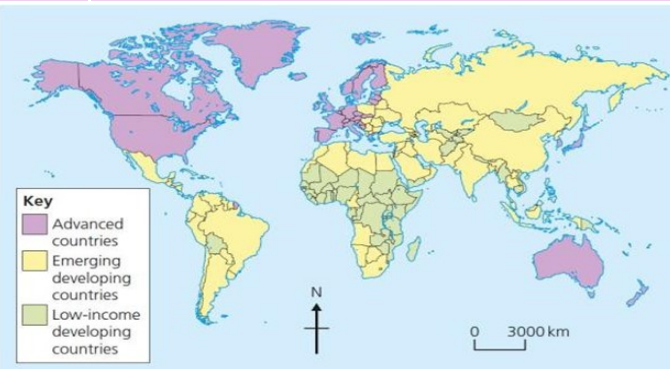 Key
Advanced
countries
Emerging
developing
countries
Low-income
developing
countries
N
0 3000 km